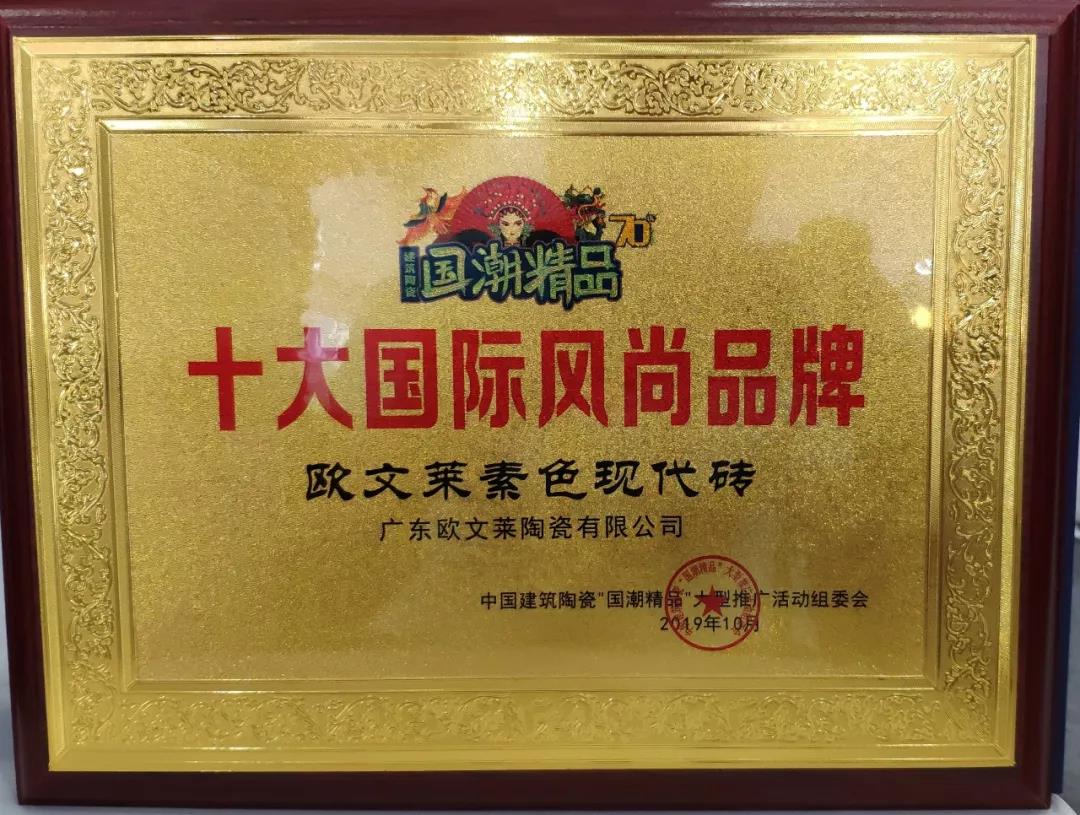 建筑陶瓷
国潮精品
70
十大国际风尚品牌
欧文莱素色现代砖
广东欧文莱陶瓷有限公司
中国建筑陶瓷"国潮精品"大型推广活动组委会
2019年10月